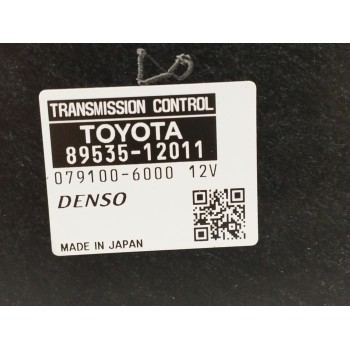 TRANSMISSION CONTROL
TOYOTA
89535-12011
079100-6000 12V
DENSO
MADE IN JAPAN